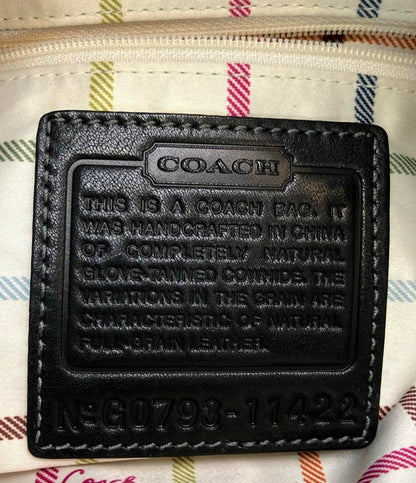 COACH
THIS IS A COACH BAG. IT
WAS HANDCRAFTED IN CHINA
OF COMPLETELY NATURAL
GLOVE-TANNED COWHIDE. THE
VARIATIONS IN THE GRAIN ARE
CHARACTERISTIC OF NATURAL
FULL-GRAIN LEATHER.
No G0793-11422
Coach